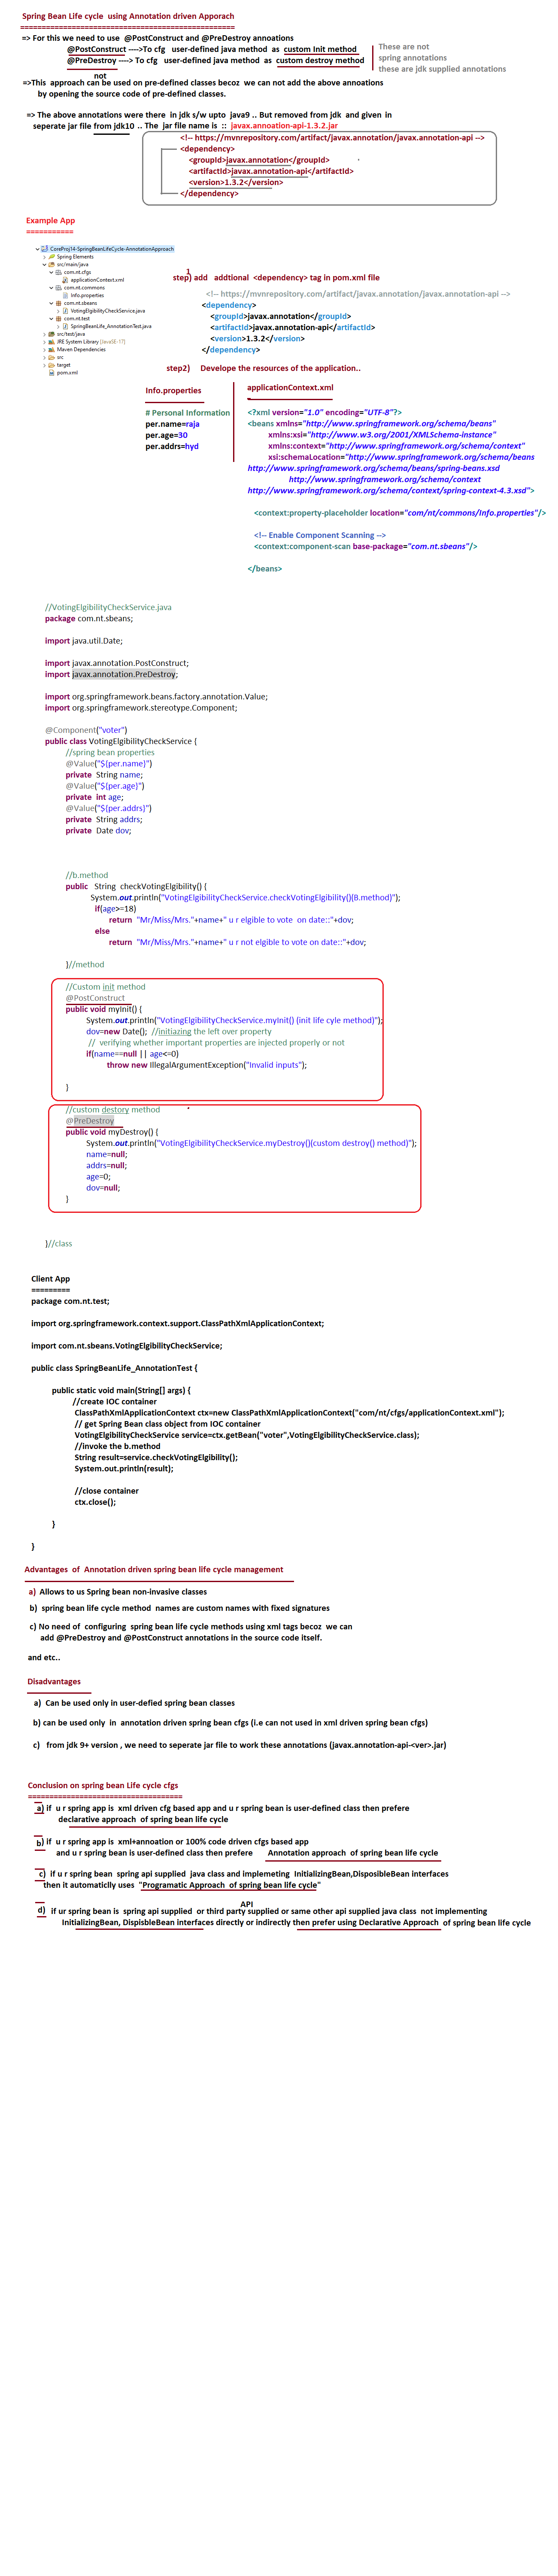 Spring Bean Life cycle  using Annotation driven Apporach
==================================================
=> For this we need to use  @PostConstruct and @PreDestroy annoations
@PostConstruct ---->To cfg  user-defined java method  as  custom Init method
@PreDestroy ----> To cfg  user-defined java method  as  custom destroy method
These are not
spring annotations
these are jdk supplied annotations
not
=>This  approach can be used on pre-defined classes becoz  we can not add the above annoations
by opening the source code of pre-defined classes.
=> The above annotations were there  in jdk s/w upto  java9 .. But removed from jdk  and given  in
seperate jar file from jdk10 .. The  jar file name is  ::  javax.annoation-api-1.3.2.jar
<!-- https://mvnrepository.com/artifact/javax.annotation/javax.annotation-api -->
<dependency>
<groupId>javax.annotation</groupId>
<artifactId>javax.annotation-api</artifactId>
<version>1.3.2</version>
</dependency>
Example App
===========
CoreProj14-SpringBeanLifeCycle-AnnotationApproach
Spring Elements
src/main/java
com.nt.cfgs
applicationContext.xml
com.nt.commons
Info.properties
com.nt.sbeans
VotingElgibilityCheckService.java
com.nt.test
SpringBeanLife_AnnotationTest.java
src/test/java
JRE System Library [JavaSE-17]
Maven Dependencies
src
target
pom.xml
1
step) add  addtional  <dependency> tag in pom.xml file
<!-- https://mvnrepository.com/artifact/javax.annotation/javax.annotation-api -->
<dependency>
<groupId>javax.annotation</groupId>
<artifactId>javax.annotation-api</artifactId>
<version>1.3.2</version>
</dependency>
step2)   Develope the resources of the application..
Info.properties
# Personal Information
per.name=raja
per.age=30
per.addrs=hyd
applicationContext.xml
<?xml version="1.0" encoding="UTF-8"?>
<beans xmlns="http://www.springframework.org/schema/beans"
xmlns:xsi="http://www.w3.org/2001/XMLSchema-instance"
xmlns:context="http://www.springframework.org/schema/context"
xsi:schemaLocation="http://www.springframework.org/schema/beans
http://www.springframework.org/schema/beans/spring-beans.xsd
http://www.springframework.org/schema/context
http://www.springframework.org/schema/context/spring-context-4.3.xsd">
<context:property-placeholder location="com/nt/commons/Info.properties"/>
<!-- Enable Component Scanning -->
<context:component-scan base-package="com.nt.sbeans"/>
</beans>
//VotingElgibilityCheckService.java
package com.nt.sbeans;
import java.util.Date;
import javax.annotation.PostConstruct;
import javax.annotation.PreDestroy;
import org.springframework.beans.factory.annotation.Value;
import org.springframework.stereotype.Component;
@Component("voter")
public class VotingElgibilityCheckService {
//spring bean properties
@Value("${per.name}")
private  String name;
@Value("${per.age}")
private  int age;
@Value("${per.addrs}")
private  String addrs;
private  Date dov;
//b.method
public  String  checkVotingElgibility() {
System.out.println("VotingElgibilityCheckService.checkVotingElgibility()(B.method)");
if(age>=18)
return  "Mr/Miss/Mrs."+name+" u r elgible to vote  on date::"+dov;
else
return  "Mr/Miss/Mrs."+name+" u r not elgible to vote on date::"+dov;
}//method
//Custom init method
@PostConstruct
public void myInit() {
System.out.println("VotingElgibilityCheckService.myInit() (init life cyle method)");
dov=new Date();  //initiazing the left over property
//  verifying whether important properties are injected properly or not
if(name==null || age<=0)
throw new IllegalArgumentException("Invalid inputs");
}
//custom destory method
@PreDestroy
public void myDestroy() {
System.out.println("VotingElgibilityCheckService.myDestroy()(custom destroy() method)");
name=null;
addrs=null;
age=0;
dov=null;
}
}//class
Client App
=========
package com.nt.test;
import org.springframework.context.support.ClassPathXmlApplicationContext;
import com.nt.sbeans.VotingElgibilityCheckService;
public class SpringBeanLife_AnnotationTest {
public static void main(String[] args) {
//create IOC container
ClassPathXmlApplicationContext ctx=new ClassPathXmlApplicationContext("com/nt/cfgs/applicationContext.xml");
// get Spring Bean class object from IOC container
VotingElgibilityCheckService service=ctx.getBean("voter",VotingElgibilityCheckService.class);
//invoke the b.method
String result=service.checkVotingElgibility();
System.out.println(result);
//close container
ctx.close();
}
}
Advantages  of  Annotation driven spring bean life cycle management
a)  Allows to us Spring bean non-invasive classes
b)  spring bean life cycle method  names are custom names with fixed signatures
c) No need of  configuring  spring bean life cycle methods using xml tags becoz  we can
add @PreDestroy and @PostConstruct annotations in the source code itself.
and etc..
Disadvantages
a)  Can be used only in user-defied spring bean classes
b) can be used only  in  annotation driven spring bean cfgs (i.e can not used in xml driven spring bean cfgs)
c)   from jdk 9+ version , we need to seperate jar file to work these annotations (javax.annotation-api-<ver>.jar)
Conclusion on spring bean Life cycle cfgs
====================================
a) if  u r spring app is  xml driven cfg based app and u r spring bean is user-defined class then prefere
declarative approach  of spring bean life cycle
b) if  u r spring app is  xml+annoation or 100% code driven cfgs based app
and u r spring bean is user-defined class then prefere    Annotation approach  of spring bean life cycle
c)  if u r spring bean  spring api supplied  java class and implemeting  InitializingBean,DisposibleBean interfaces
then it automaticlly uses  "Programatic Approach  of spring bean life cycle"
API
d)  if ur spring bean is  spring api supplied  or third party supplied or same other api supplied java class  not implementing
InitializingBean, DispisbleBean interfaces directly or indirectly then prefer using Declarative Approach  of spring bean life cycle